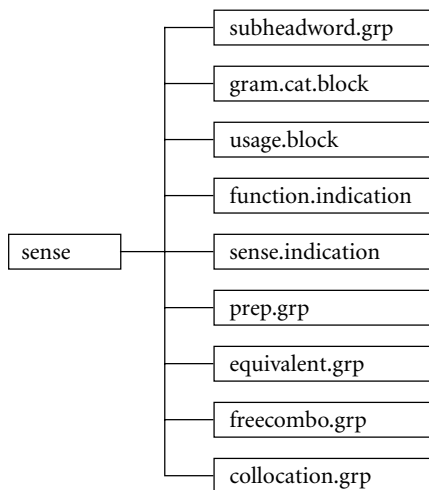 subheadword.grp
gram.cat.block
usage.block
function.indication
sense
sense.indication
prep.grp
equivalent.grp
freecombo.grp
collocation.grp